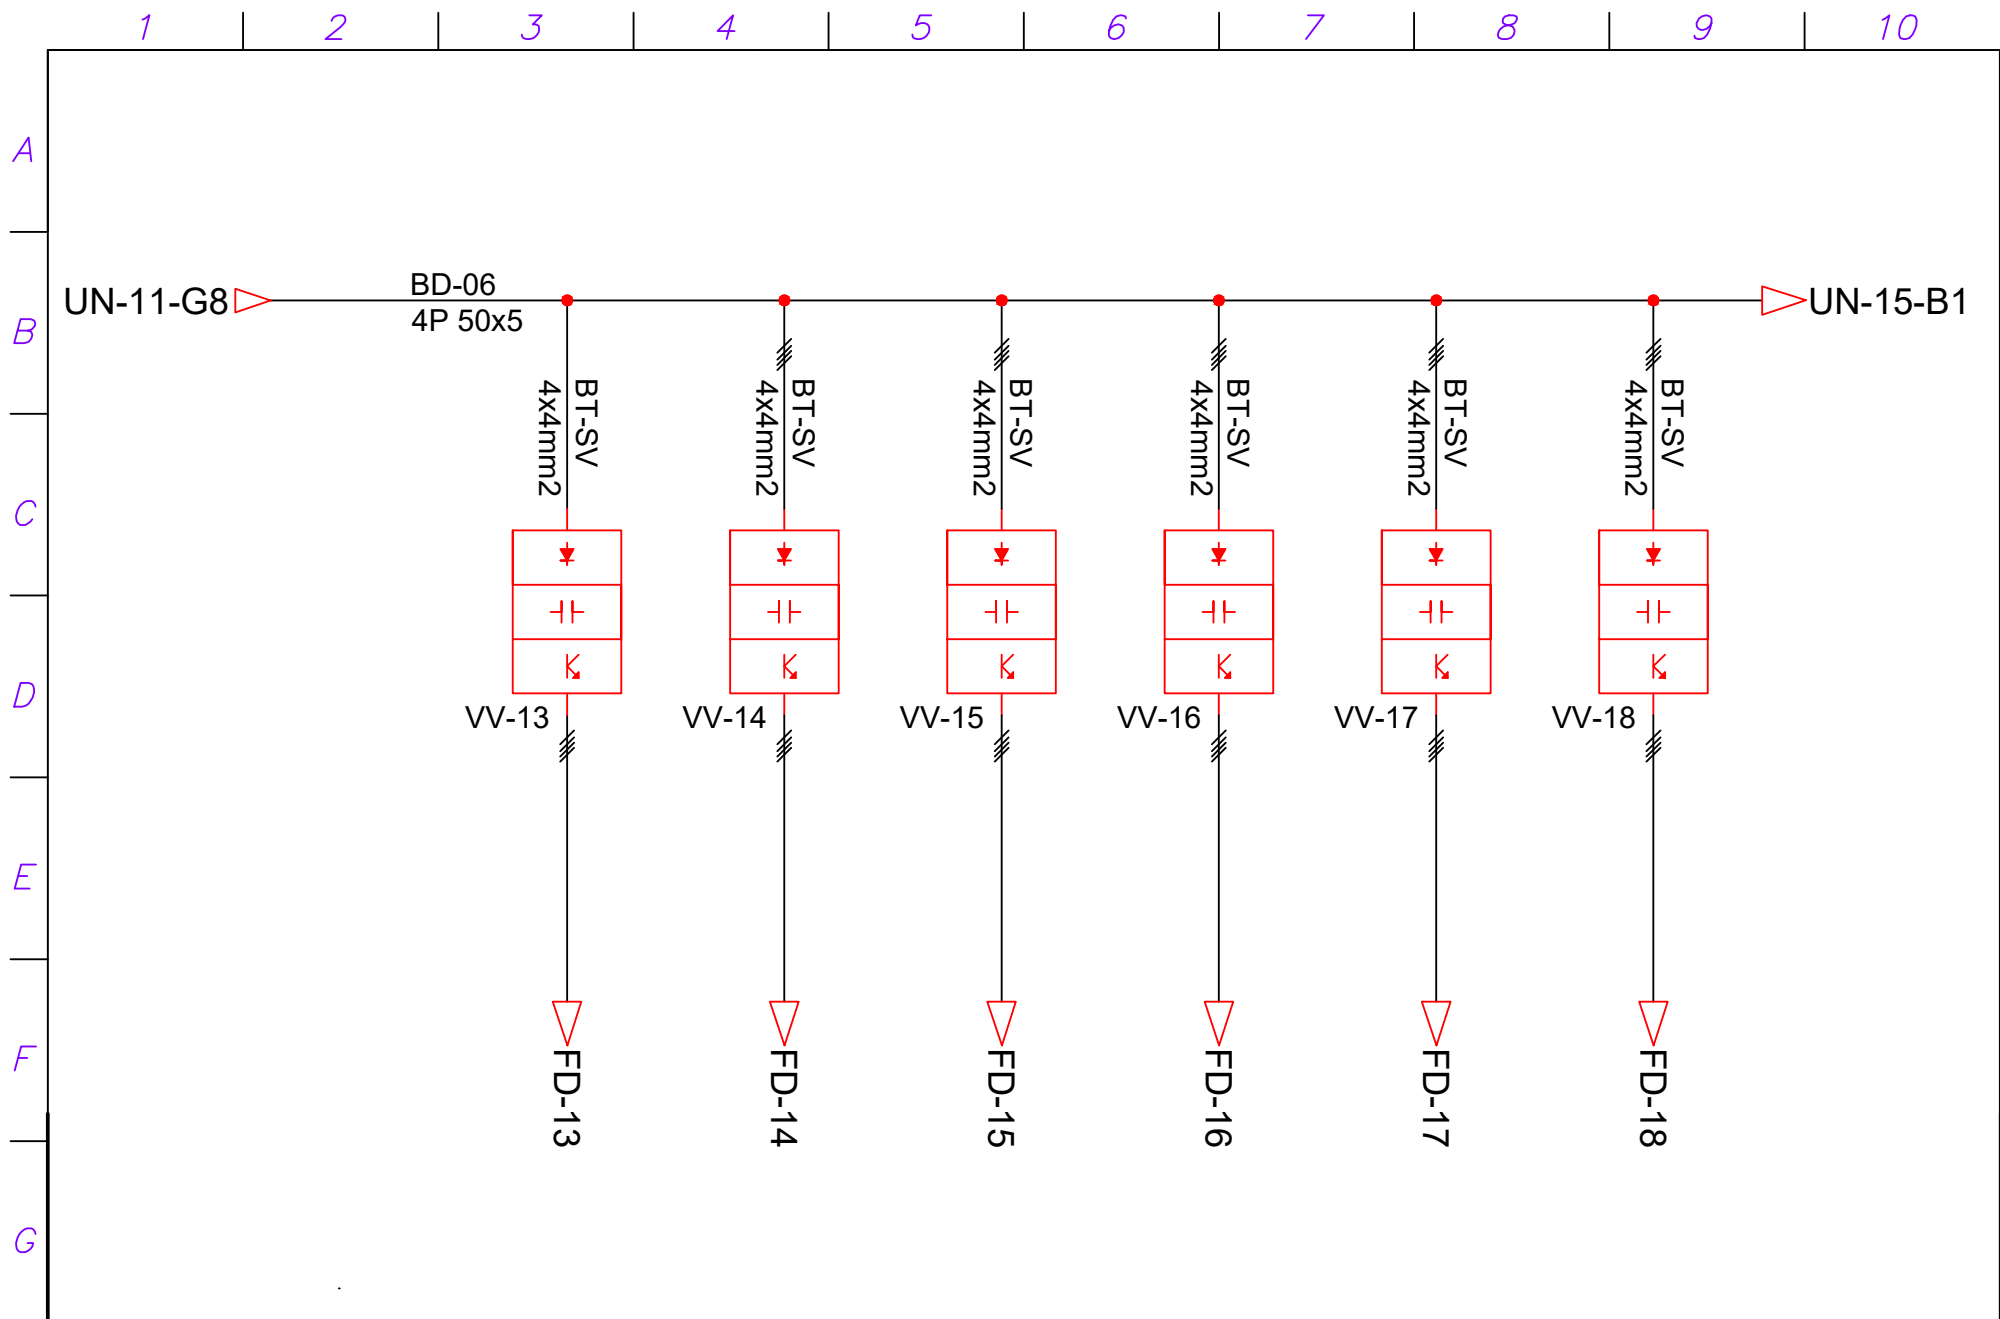 1 2 3 4 5 6 7 8 9 10
A
B
C
D
E
F
G
UN-11-G8
BD-06
4P 50x5
UN-15-B1
BT-SV
4x4mm2
BT-SV
4x4mm2
BT-SV
4x4mm2
BT-SV
4x4mm2
BT-SV
4x4mm2
BT-SV
4x4mm2
VV-13
VV-14
VV-15
VV-16
VV-17
VV-18
FD-13
FD-14
FD-15
FD-16
FD-17
FD-18